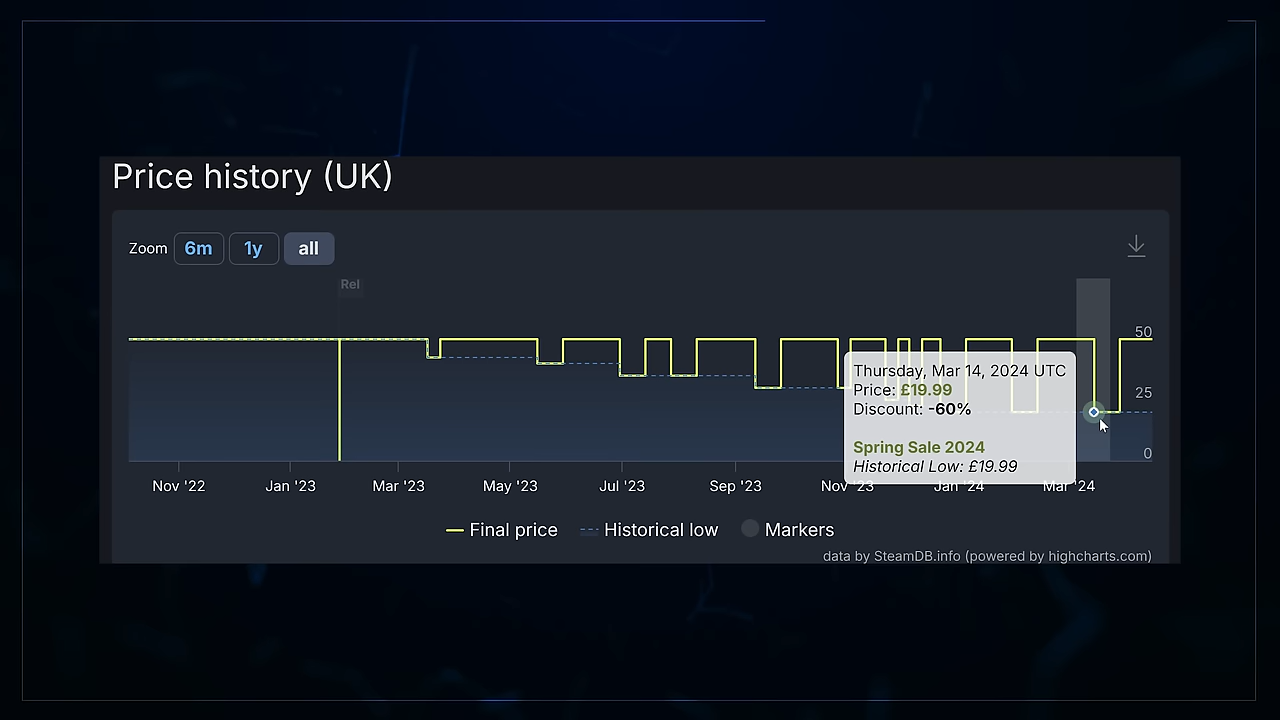 Price history (UK)
Zoom 6m 1y all
Rel
50
25
0
Thursday, Mar 14, 2024 UTC
Price: £19.99
Discount: -60%
Spring Sale 2024
Historical Low: £19.99
Nov '22 Jan '23 Mar '23 May '23 Jul '23 Sep '23 Nov '23 Jan '24 Mar '24
Final price Historical low Markers
data by SteamDB.info (powered by highcharts.com)